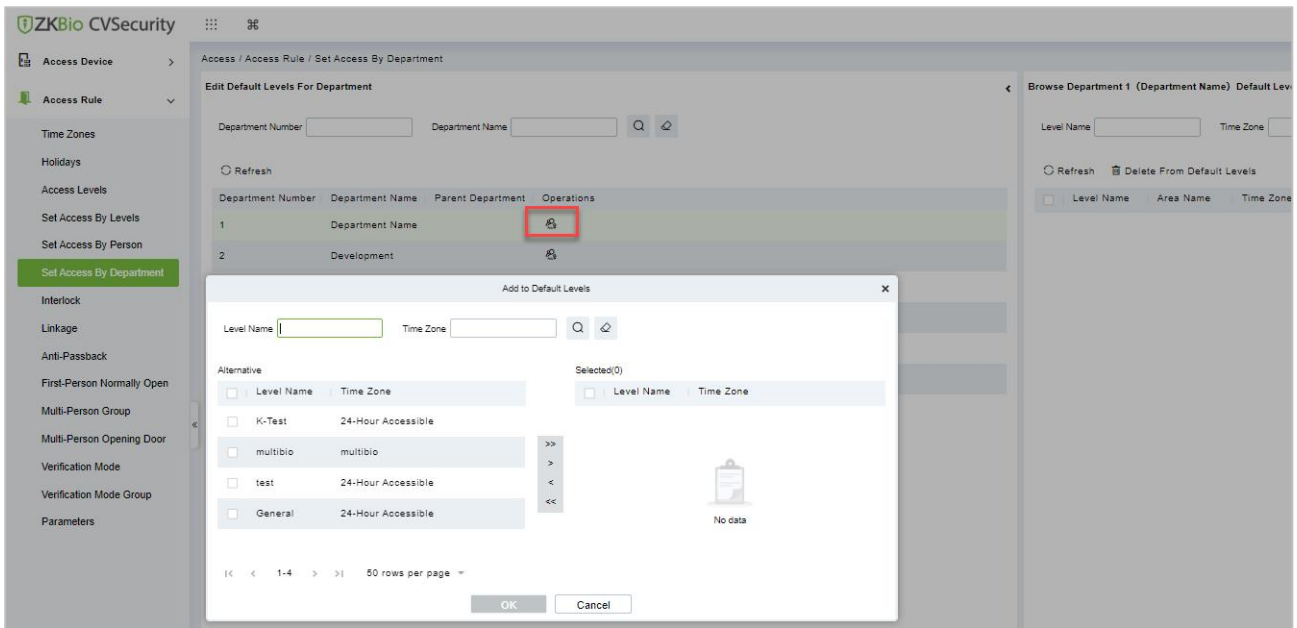 ZKBio CVSecurity
Access Device
Access Rule
Time Zones
Holidays
Access Levels
Set Access By Levels
Set Access By Person
Set Access By Department
Interlock
Linkage
Anti-Passback
First-Person Normally Open
Multi-Person Group
Multi-Person Opening Door
Verification Mode
Verification Mode Group
Parameters
Access / Access Rule / Set Access By Department
Edit Default Levels For Department
Department Number Department Name
Refresh
Department Number Department Name Parent Department Operations
1 Department Name
2 Development
Browse Department 1 (Department Name) Default Lev
Level Name Time Zone
Refresh Delete From Default Levels
Level Name Area Name Time Zone
Add to Default Levels
Level Name Time Zone
Alternative
Level Name Time Zone
K-Test 24-Hour Accessible
multibio multibio
test 24-Hour Accessible
General 24-Hour Accessible
>>
>
<
<<
Selected(0)
Level Name Time Zone
No data
|< < 1-4 > >| 50 rows per page
OK Cancel